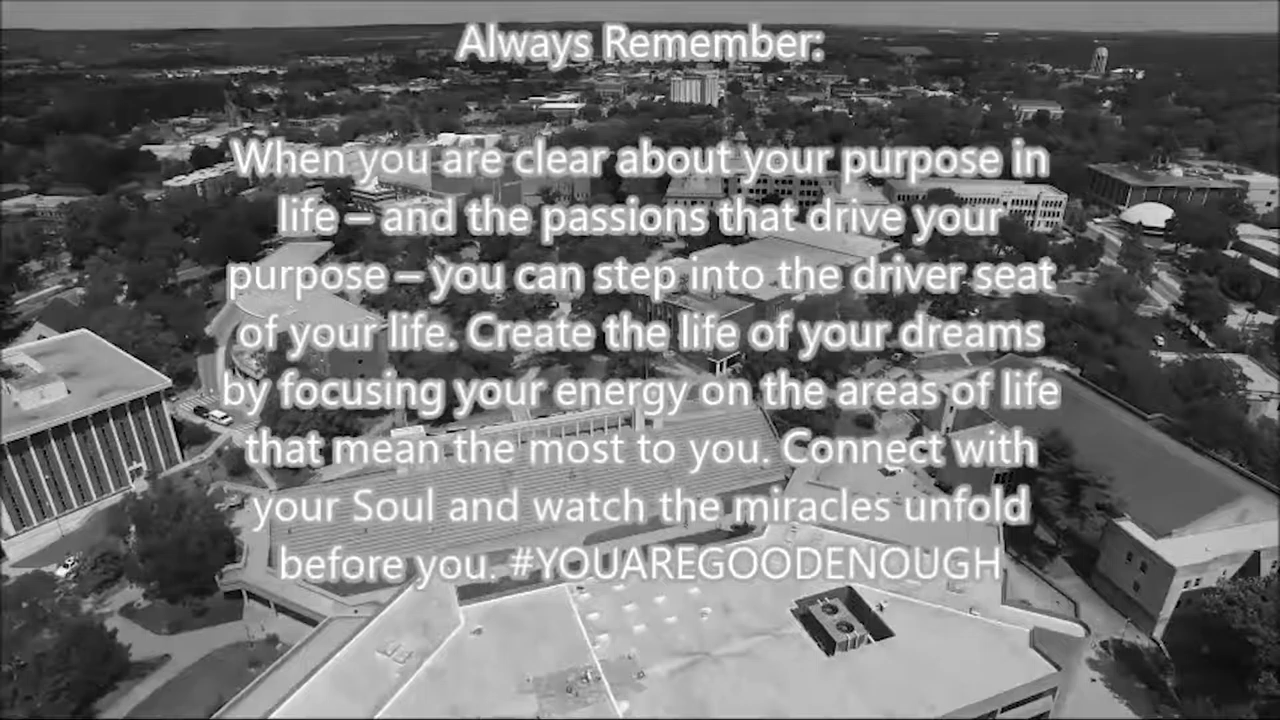 Always Remember:
When you are clear about your purpose in
life – and the passions that drive your
purpose – you can step into the driver seat
of your life. Create the life of your dreams
by focusing your energy on the areas of life
that mean the most to you. Connect with
your Soul and watch the miracles unfold
before you. #YOUAREGOODENOUGH